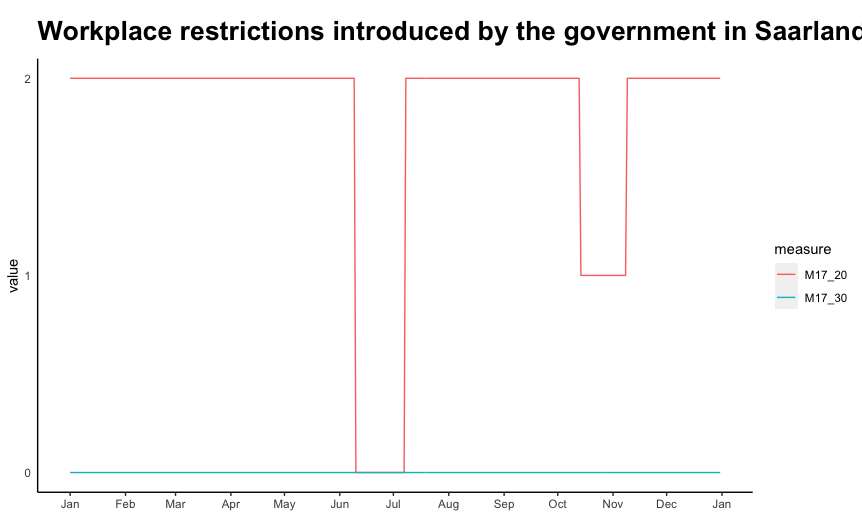 Workplace restrictions introduced by the government in Saarland
value
2
1
0
Jan Feb Mar Apr May Jun Jul Aug Sep Oct Nov Dec Jan
measure
M17_20
M17_30